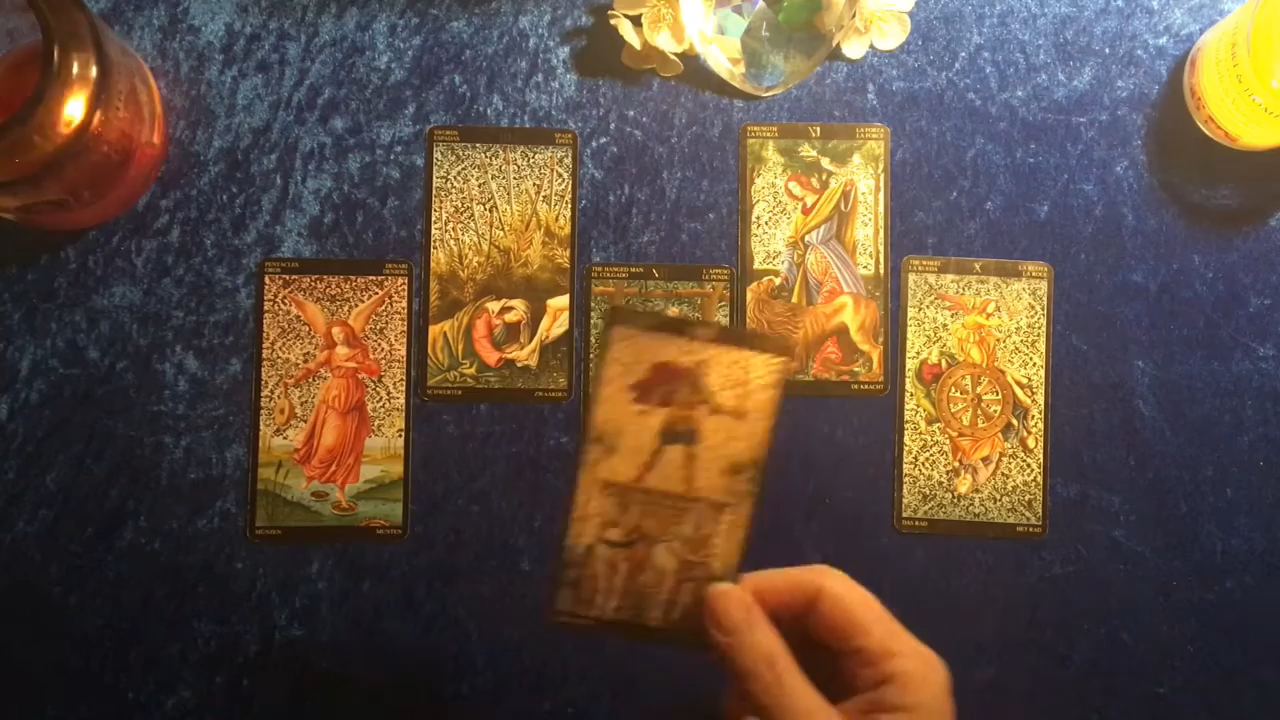 PENTACLES
OROS
DENARI
DENIERS
MÜNZEN
MUNTEN
SWORDS
ESPADAS
SPADE
ÉPÉES
SCHWERTER
ZWAARDEN
THE HANGED MAN
EL COLGADO
XII
L'APPESO
LE PENDU
STRENGTH
LA FUERZA
XI
LA FORZA
LA FORCE
DE KRACHT
THE WHEEL
LA RUEDA
X
LA RUOTA
LA ROUE
DAS RAD
HET RAD